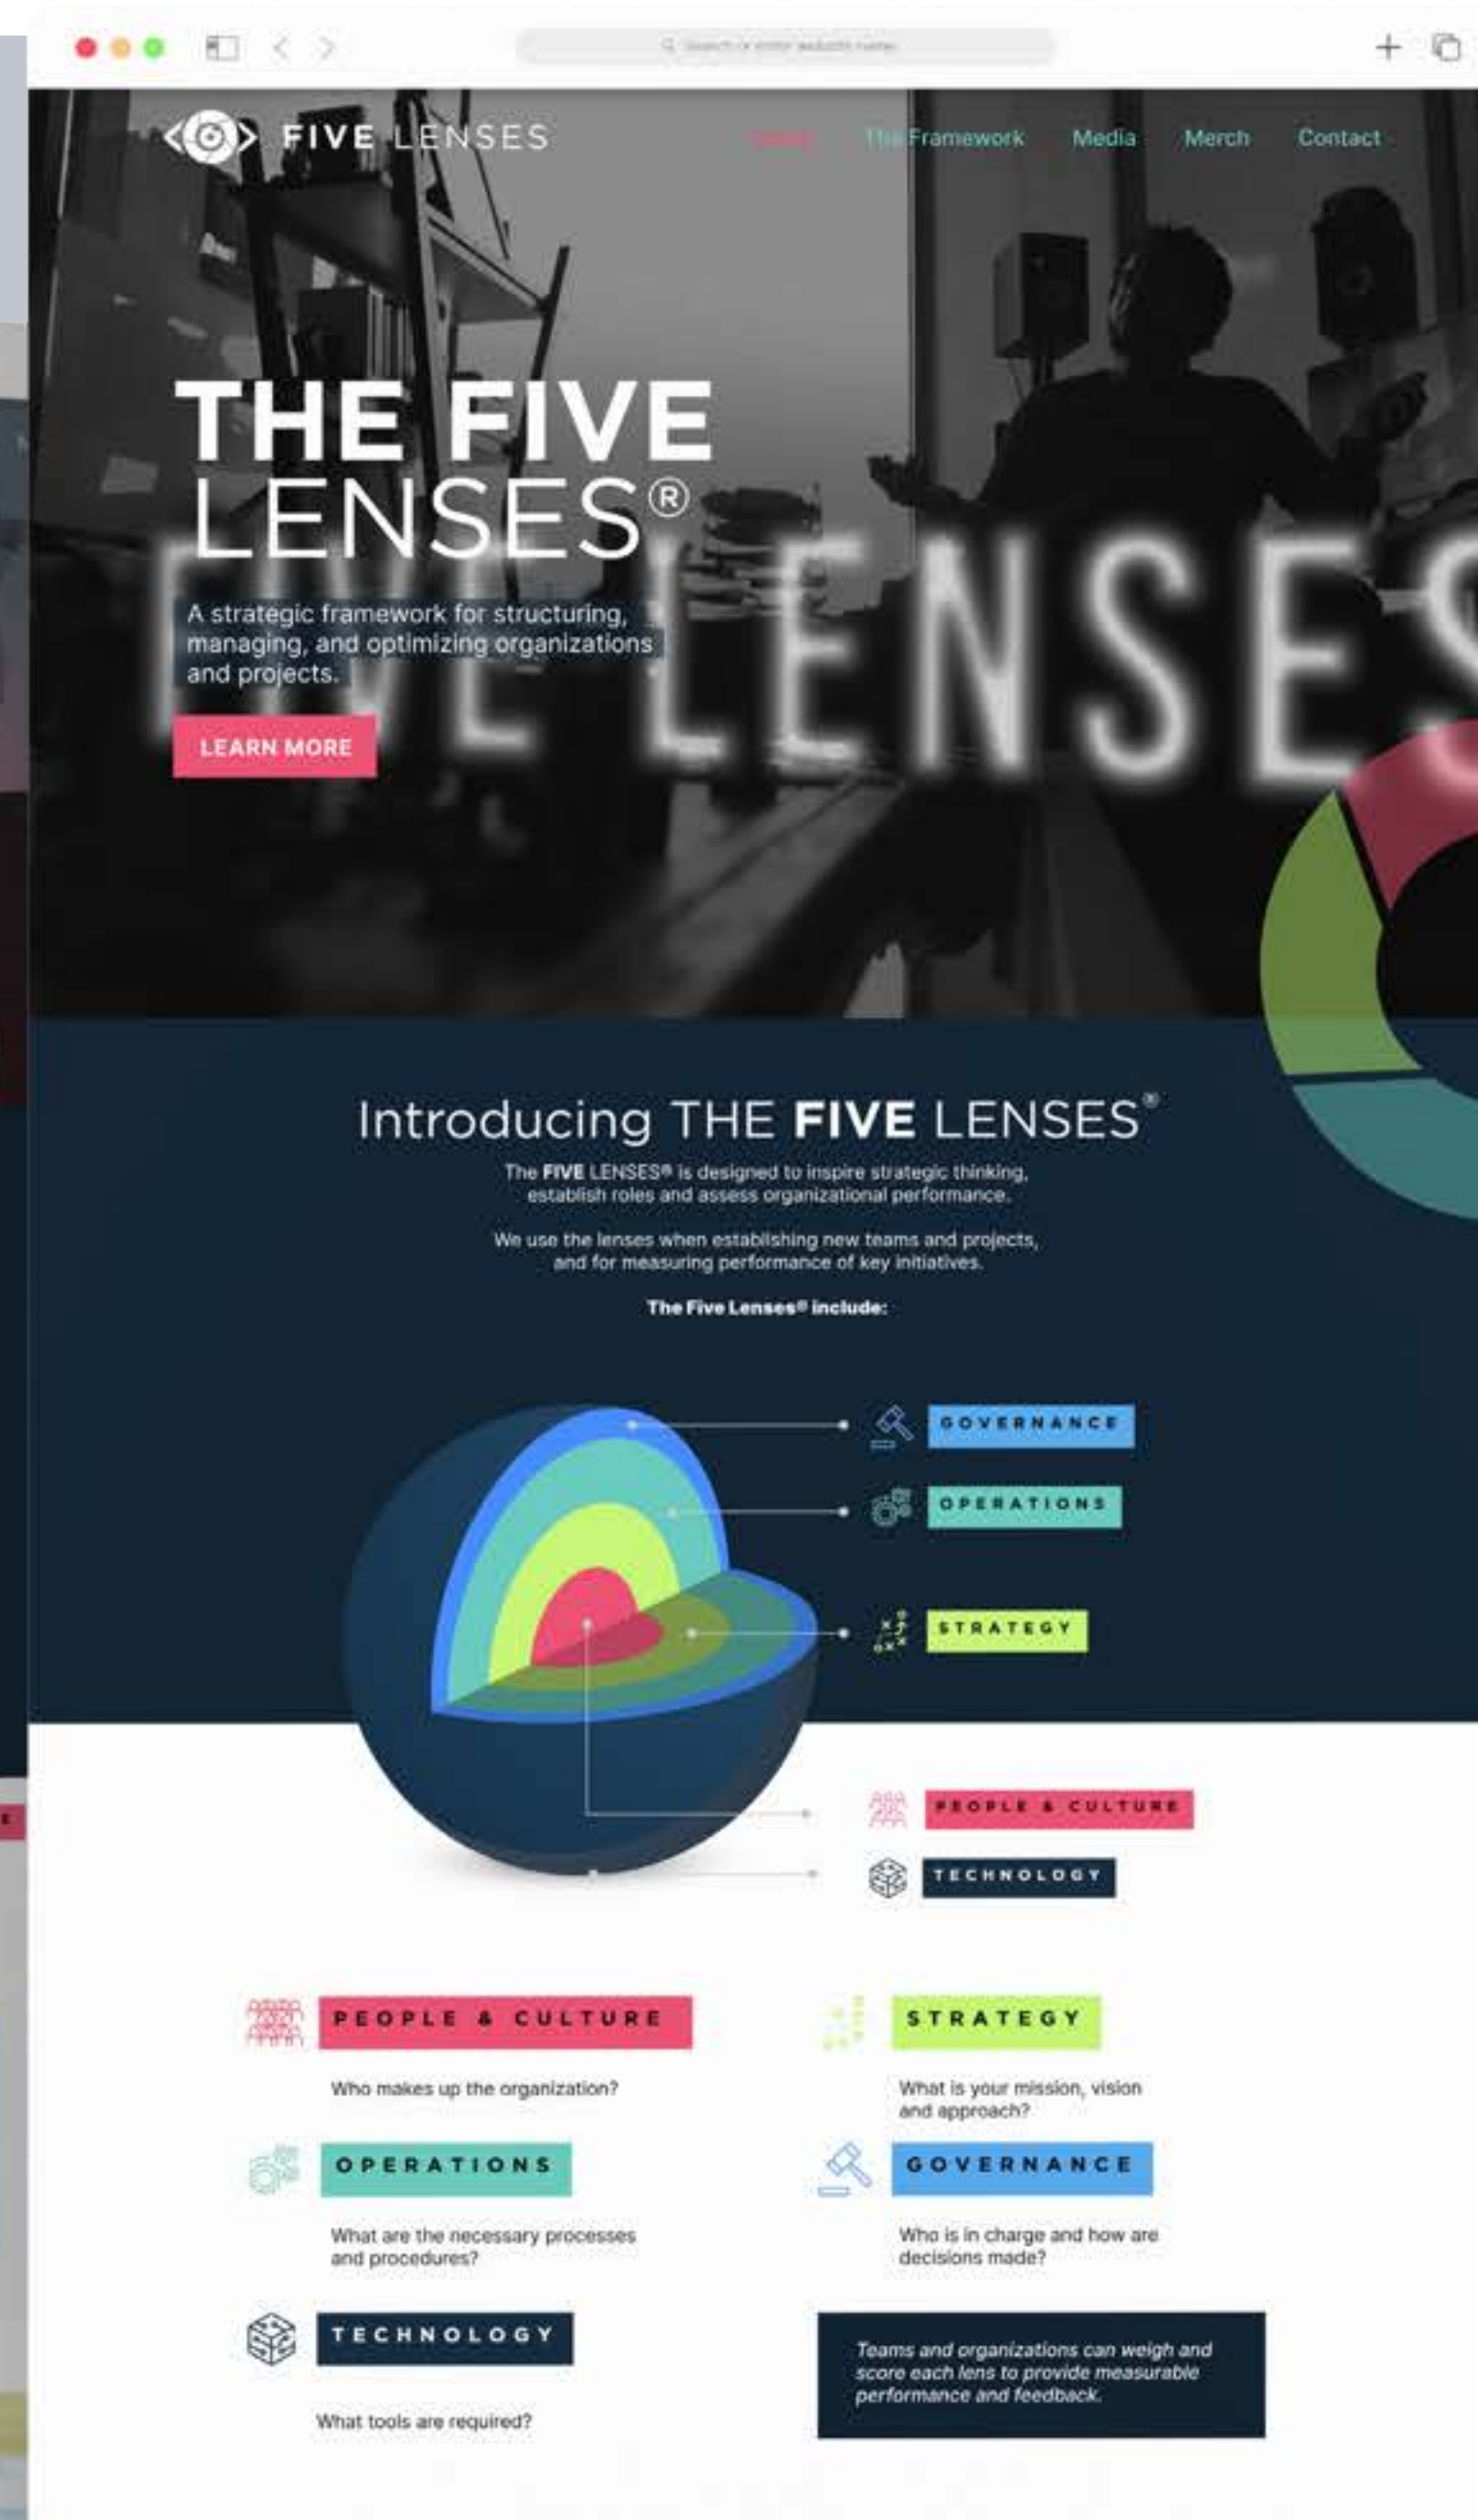 Search or enter website name
FIVE LENSES
Home The Framework Media Merch Contact
THE FIVE
LENSES®
FIVE LENSES
A strategic framework for structuring,
managing, and optimizing organizations
and projects.
LEARN MORE
Introducing THE FIVE LENSES®
The FIVE LENSES® is designed to inspire strategic thinking,
establish roles and assess organizational performance.
We use the lenses when establishing new teams and projects,
and for measuring performance of key initiatives.
The Five Lenses® include:
GOVERNANCE
OPERATIONS
STRATEGY
PEOPLE & CULTURE
TECHNOLOGY
PEOPLE & CULTURE
Who makes up the organization?
STRATEGY
What is your mission, vision
and approach?
OPERATIONS
What are the necessary processes
and procedures?
GOVERNANCE
Who is in charge and how are
decisions made?
TECHNOLOGY
What tools are required?
Teams and organizations can weigh and
score each lens to provide measurable
performance and feedback.